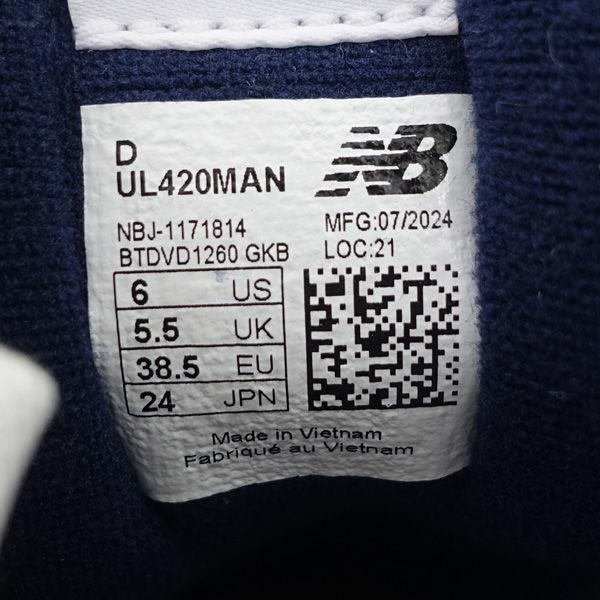 D
UL420MAN
NB
NBJ-1171814
MFG:07/2024
BTDVD1260 GKB
LOC:21
6 US
5.5 UK
38.5 EU
24 JPN
Made in Vietnam
Fabriqué au Vietnam